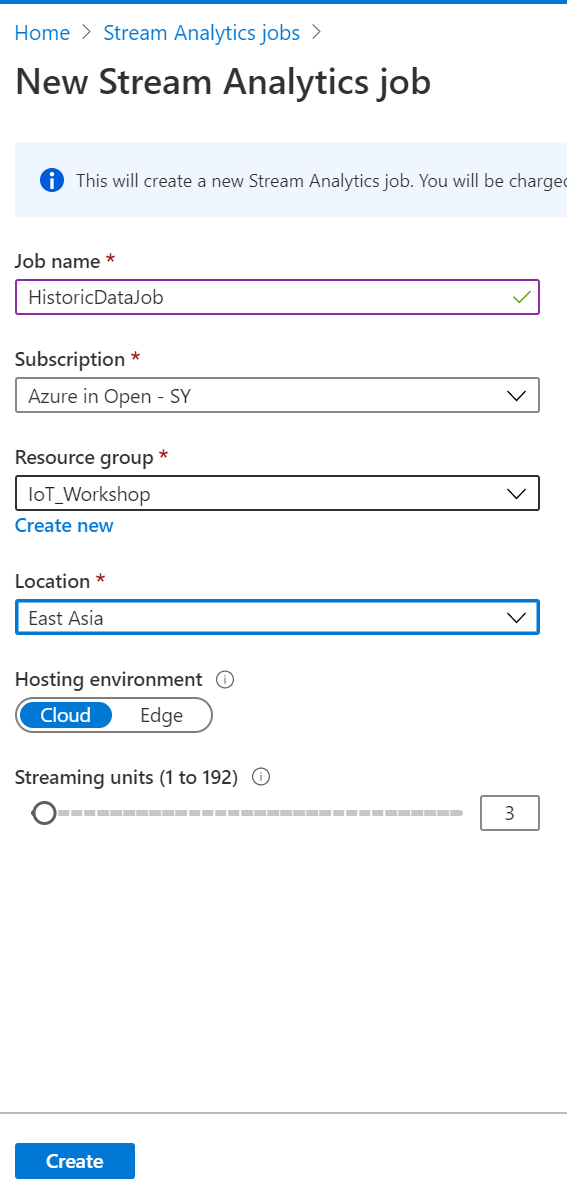 Home > Stream Analytics jobs >
New Stream Analytics job
This will create a new Stream Analytics job. You will be charged
Job name *
HistoricDataJob
Subscription *
Azure in Open - SY
Resource group *
IoT_Workshop
Create new
Location *
East Asia
Hosting environment
Cloud Edge
Streaming units (1 to 192)
3
Create